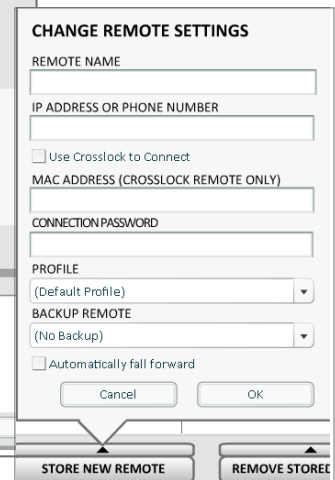 CHANGE REMOTE SETTINGS
REMOTE NAME
IP ADDRESS OR PHONE NUMBER
Use Crosslock to Connect
MAC ADDRESS (CROSSLOCK REMOTE ONLY)
CONNECTION PASSWORD
PROFILE
(Default Profile)
BACKUP REMOTE
(No Backup)
Automatically fall forward
Cancel OK
STORE NEW REMOTE REMOVE STORED